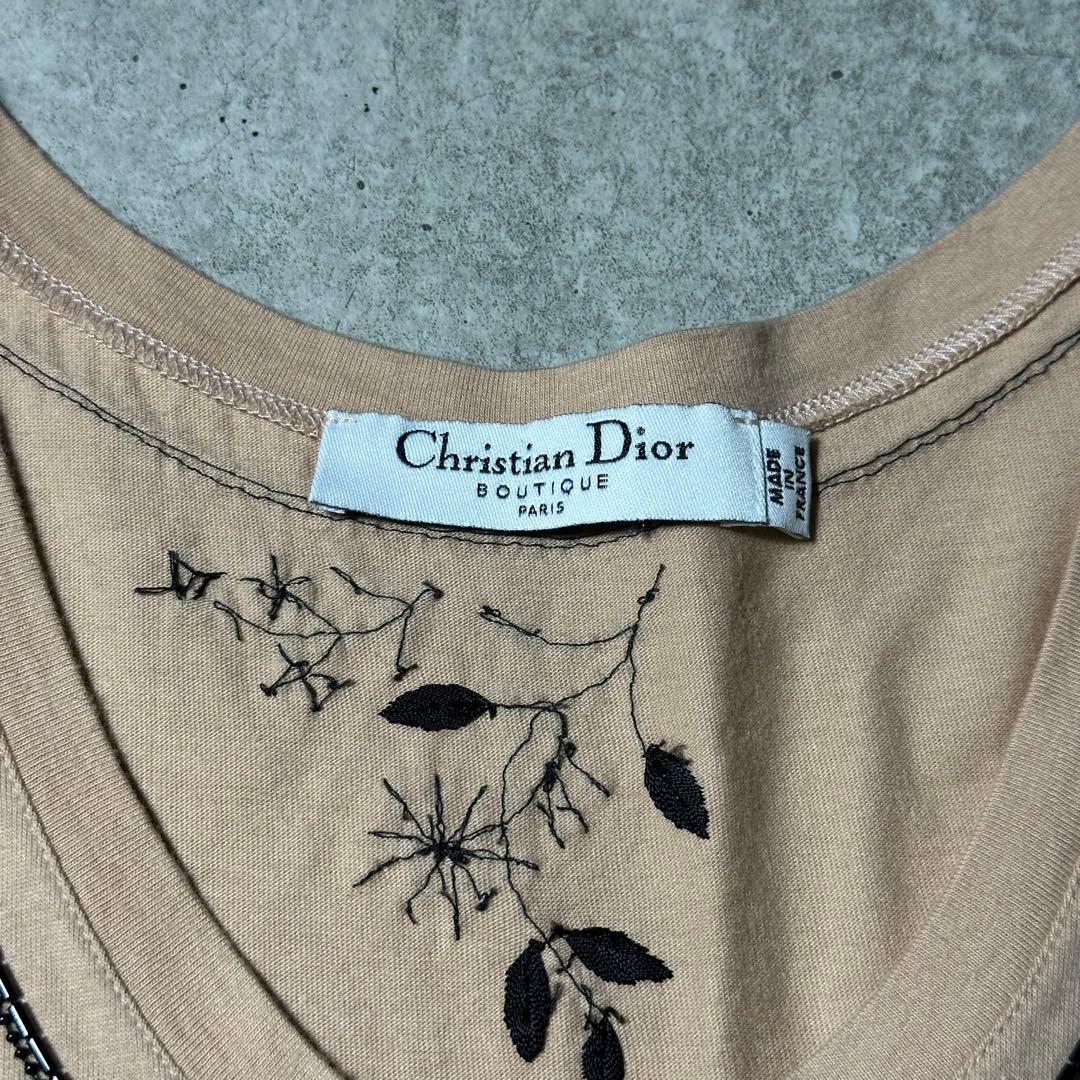 Christian Dior
BOUTIQUE
PARIS
MADE
IN
FRANCE